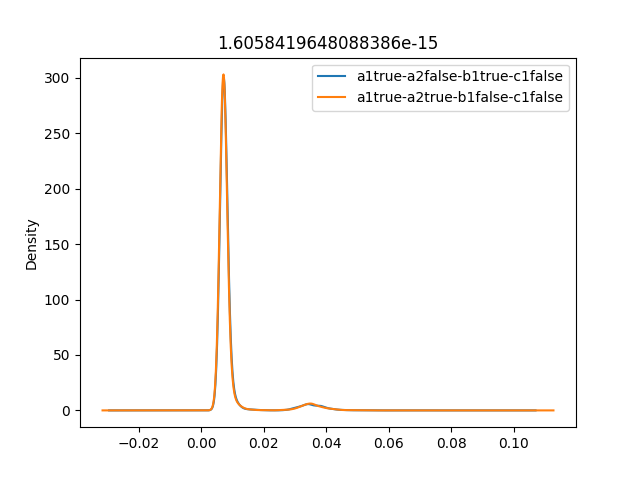 1.6058419648088386e-15
a1true-a2false-b1true-c1false
a1true-a2true-b1false-c1false
Density
300
250
200
150
100
50
0
−0.02 0.00 0.02 0.04 0.06 0.08 0.10